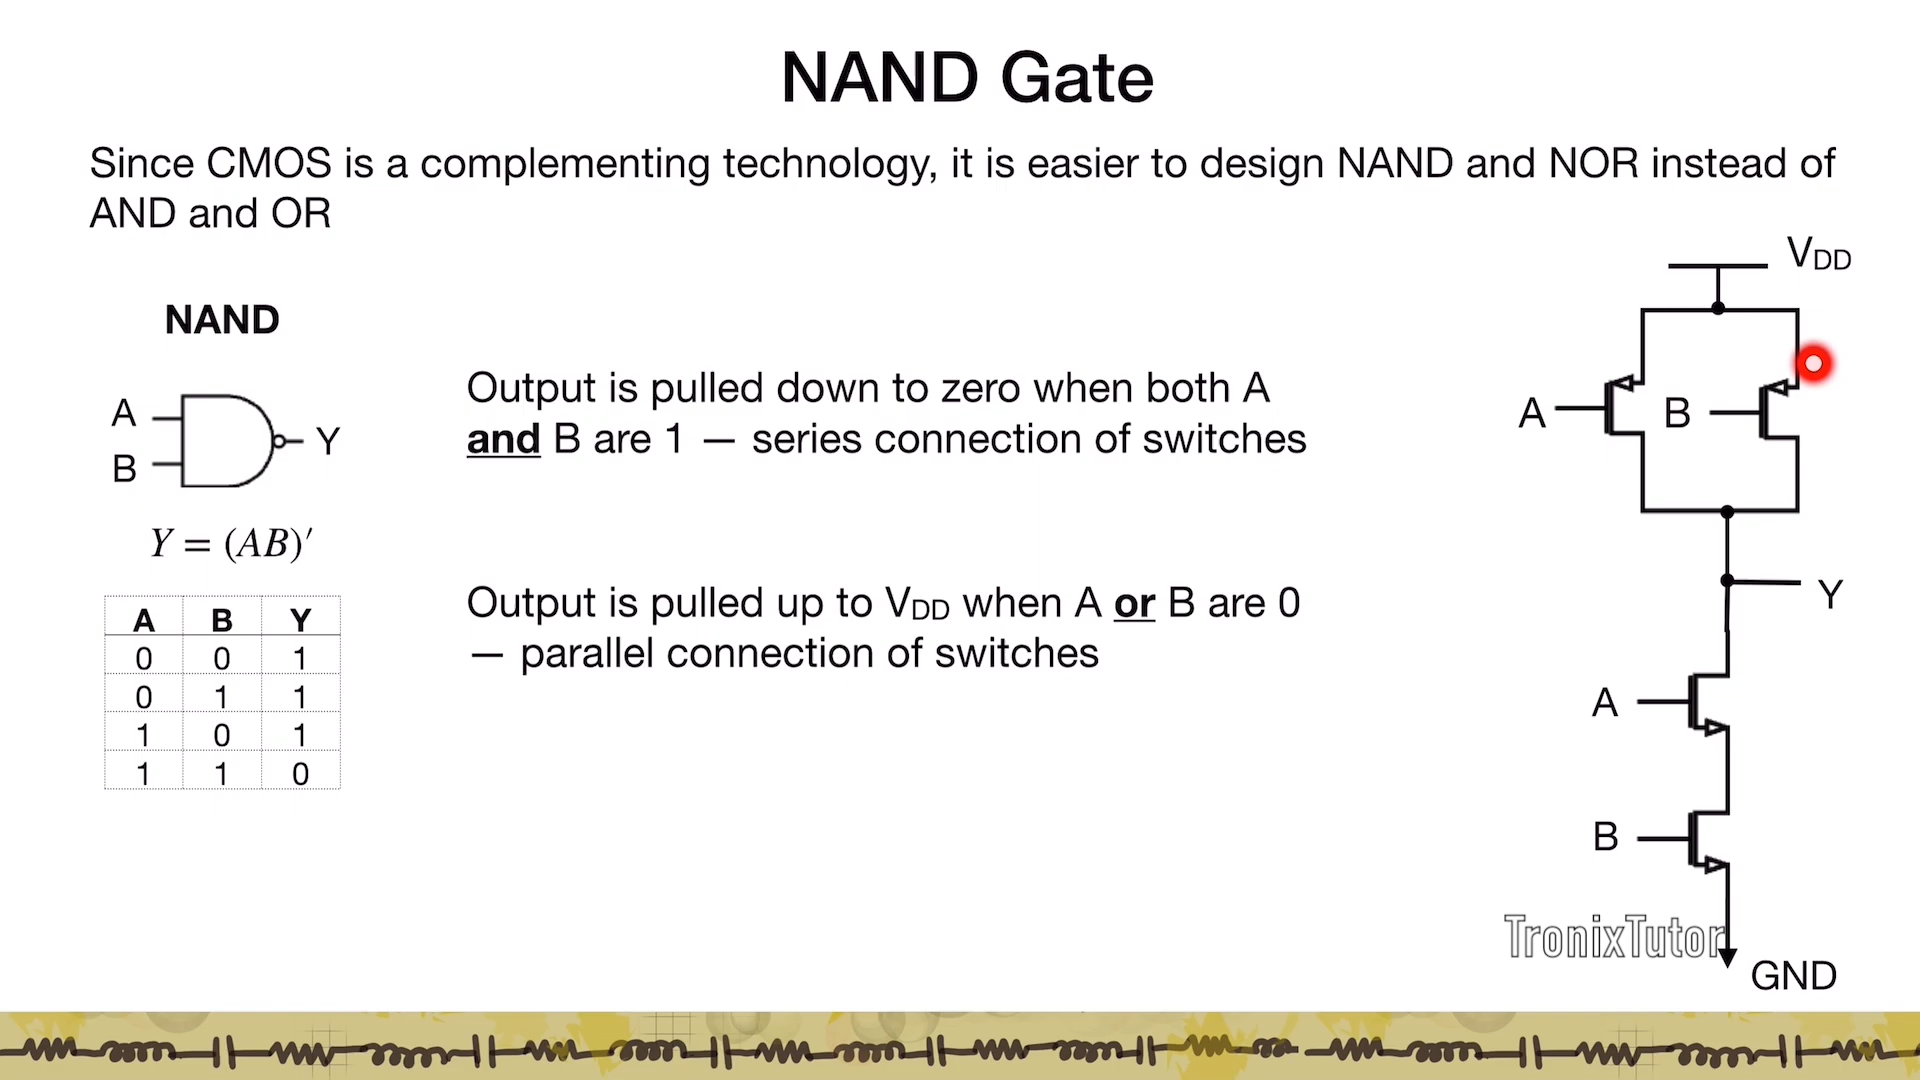 NAND Gate
Since CMOS is a complementing technology, it is easier to design NAND and NOR instead of
AND and OR
NAND
A
B
Y
Y = (AB)′
A B Y
0 0 1
0 1 1
1 0 1
1 1 0
Output is pulled down to zero when both A
and B are 1 — series connection of switches
Output is pulled up to VDD when A or B are 0
— parallel connection of switches
VDD
A
B
Y
A
B
TronixTutor
GND